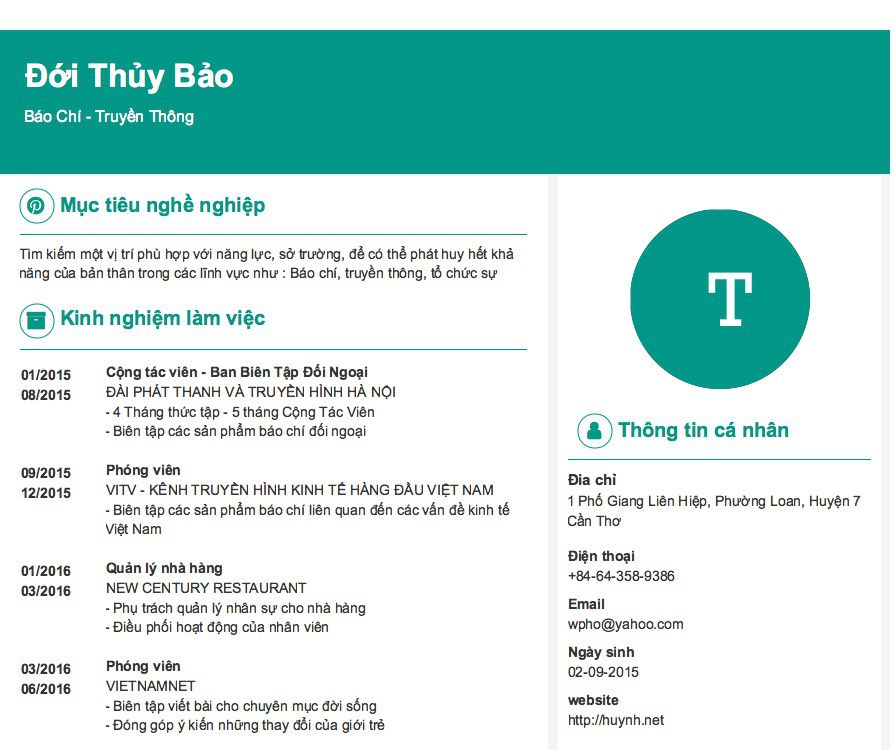 Đới Thủy Bảo
Báo Chí - Truyền Thông
Mục tiêu nghề nghiệp
Tìm kiếm một vị trí phù hợp với năng lực, sở trường, để có thể phát huy hết khả
năng của bản thân trong các lĩnh vực như : Báo chí, truyền thông, tổ chức sự
Kinh nghiệm làm việc
01/2015
08/2015
Cộng tác viên - Ban Biên Tập Đối Ngoại
ĐÀI PHÁT THANH VÀ TRUYỀN HÌNH HÀ NỘI
- 4 Tháng thức tập - 5 tháng Cộng Tác Viên
- Biên tập các sản phẩm báo chí đối ngoại
09/2015
12/2015
Phóng viên
VITV - KÊNH TRUYỀN HÌNH KINH TẾ HÀNG ĐẦU VIỆT NAM
- Biên tập các sản phẩm báo chí liên quan đến các vấn đề kinh tế
Việt Nam
01/2016
03/2016
Quản lý nhà hàng
NEW CENTURY RESTAURANT
- Phụ trách quản lý nhân sự cho nhà hàng
- Điều phối hoạt động của nhân viên
03/2016
06/2016
Phóng viên
VIETNAMNET
- Biên tập viết bài cho chuyên mục đời sống
- Đóng góp ý kiến những thay đổi của giới trẻ
T
Thông tin cá nhân
Đia chỉ
1 Phố Giang Liên Hiệp, Phường Loan, Huyện 7
Cần Thơ
Điện thoại
+84-64-358-9386
Email
wpho@yahoo.com
Ngày sinh
02-09-2015
website
http://huynh.net